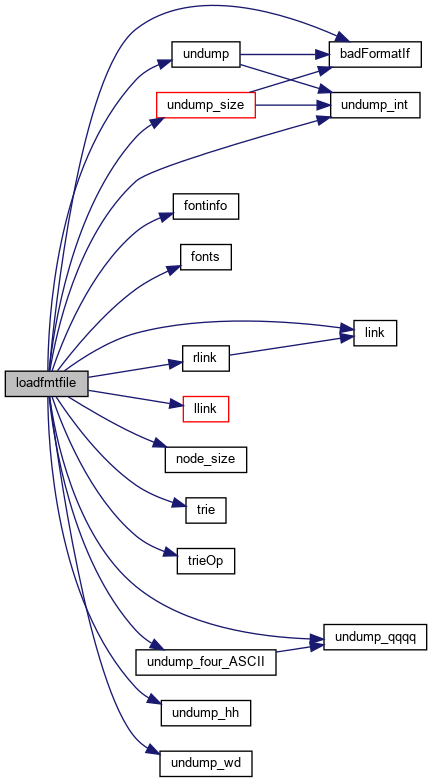 undump
badFormatIf
undump_size
undump_int
fontinfo
fonts
link
rlink
loadfmtfile
llink
node_size
trie
trieOp
undump_qqqq
undump_four_ASCII
undump_hh
undump_wd